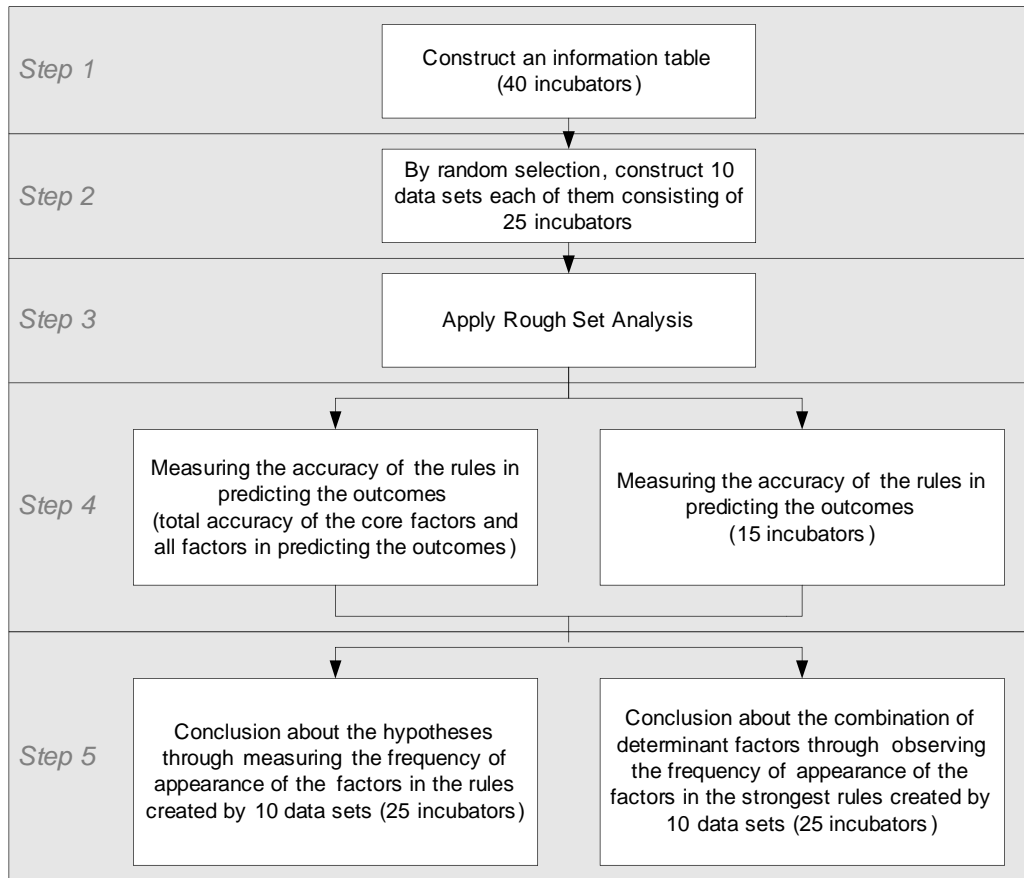 Step 1
Construct an information table
(40 incubators)
Step 2
By random selection, construct 10
data sets each of them consisting of
25 incubators
Step 3
Apply Rough Set Analysis
Step 4
Measuring the accuracy of the rules in
predicting the outcomes
(total accuracy of the core factors and
all factors in predicting the outcomes)
Measuring the accuracy of the rules in
predicting the outcomes
(15 incubators)
Step 5
Conclusion about the hypotheses
through measuring the frequency of
appearance of the factors in the rules
created by 10 data sets (25 incubators)
Conclusion about the combination of
determinant factors through observing
the frequency of appearance of the
factors in the strongest rules created by
10 data sets (25 incubators)